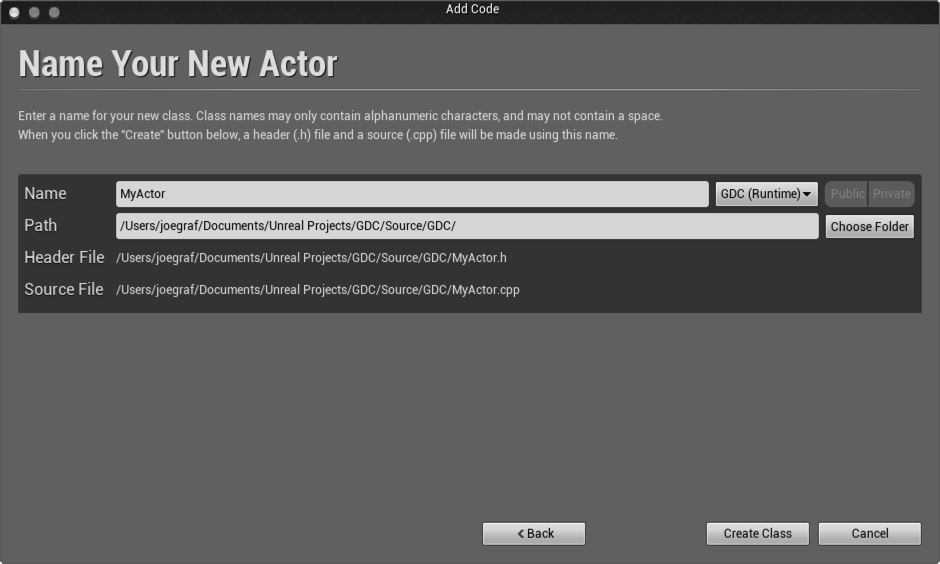 Add Code
Name Your New Actor
Enter a name for your new class. Class names may only contain alphanumeric characters, and may not contain a space.
When you click the "Create" button below, a header (.h) file and a source (.cpp) file will be made using this name.
Name MyActor GDC (Runtime) Public Private
Path /Users/joegraf/Documents/Unreal Projects/GDC/Source/GDC/ Choose Folder
Header File /Users/joegraf/Documents/Unreal Projects/GDC/Source/GDC/MyActor.h
Source File /Users/joegraf/Documents/Unreal Projects/GDC/Source/GDC/MyActor.cpp
Back Create Class Cancel